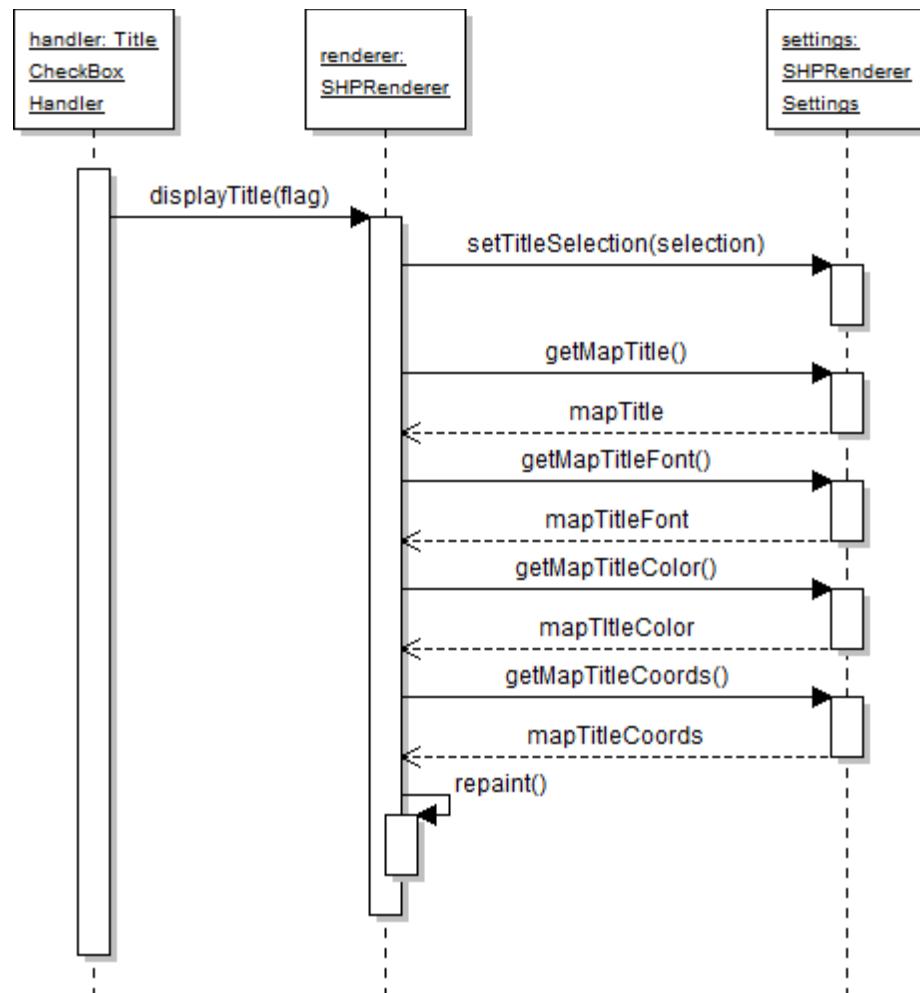 handler: Title
CheckBox
Handler
renderer:
SHPRenderer
settings:
SHPRenderer
Settings
displayTitle(flag)
setTitleSelection(selection)
getMapTitle()
mapTitle
getMapTitleFont()
mapTitleFont
getMapTitleColor()
mapTItleColor
getMapTitleCoords()
mapTitleCoords
repaint()